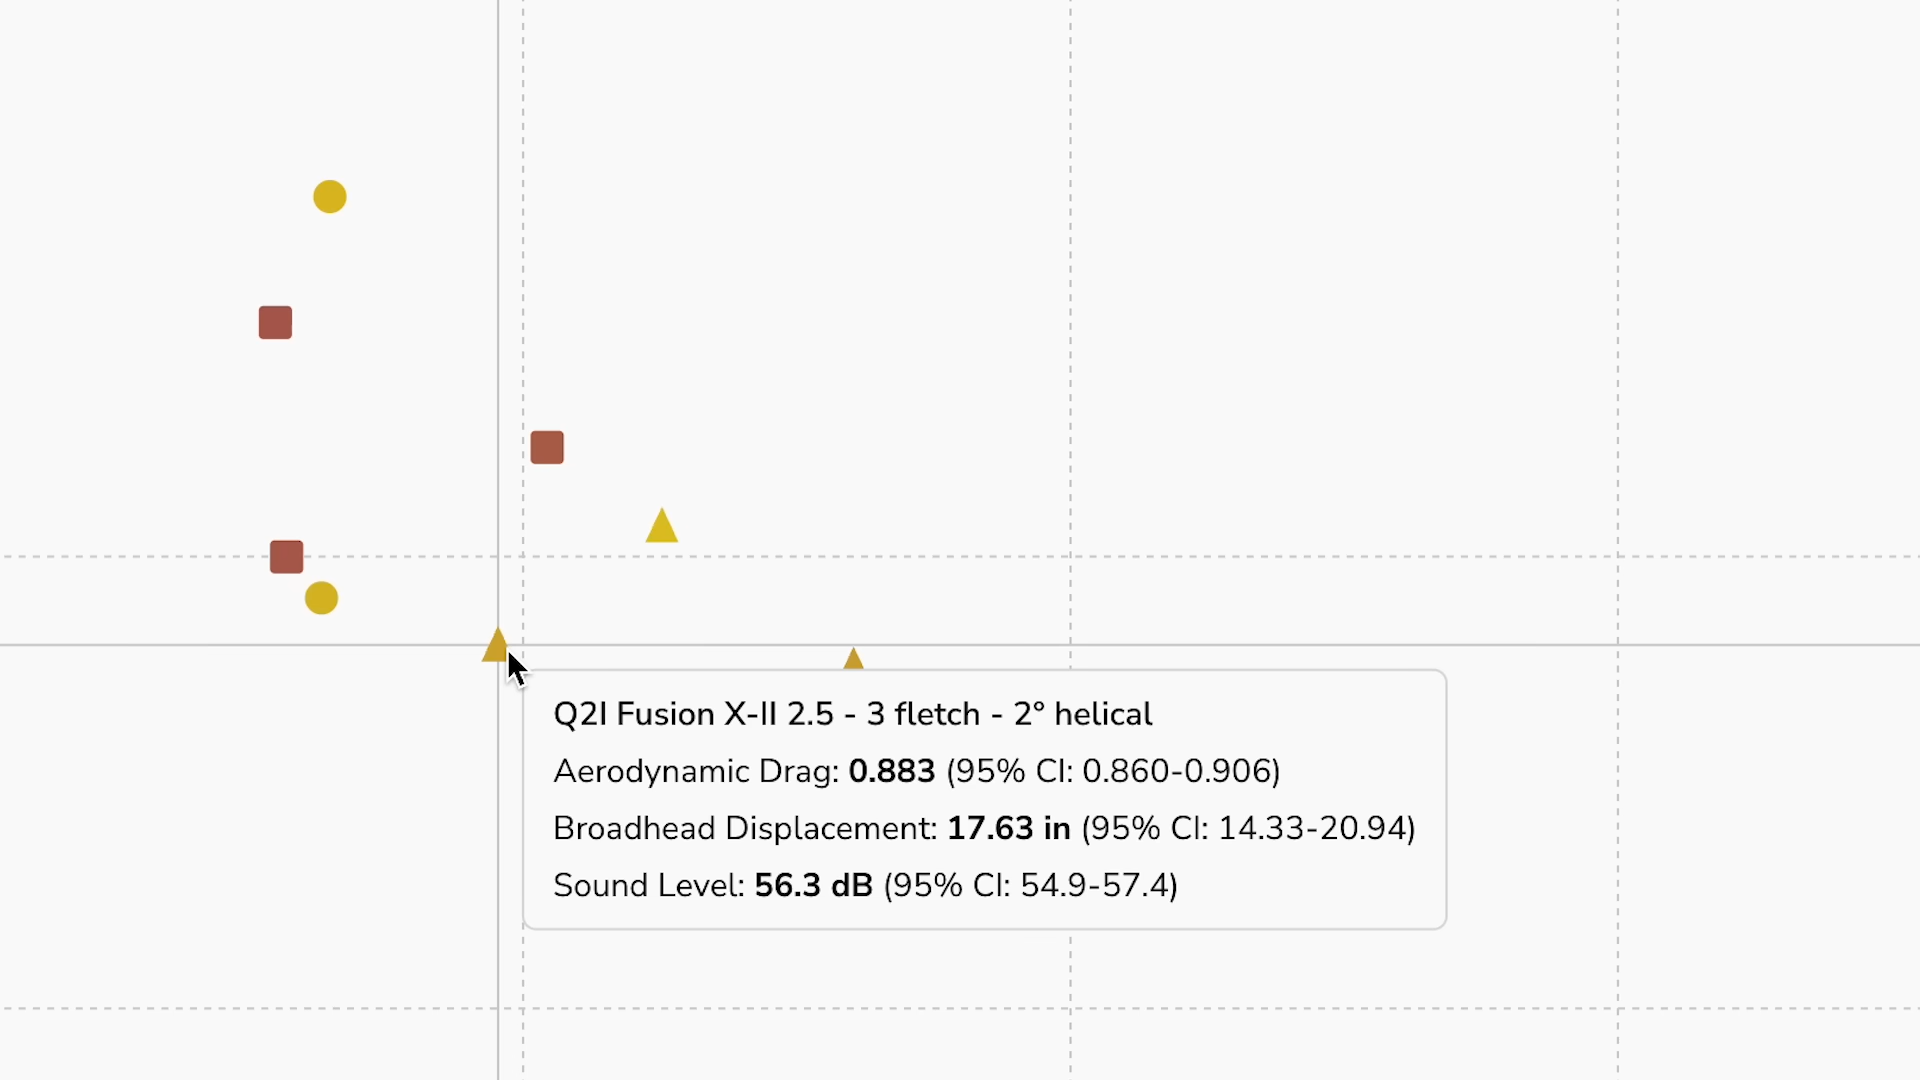 Q2I Fusion X-II 2.5 - 3 fletch - 2° helical
Aerodynamic Drag: 0.883 (95% CI: 0.860-0.906)
Broadhead Displacement: 17.63 in (95% CI: 14.33-20.94)
Sound Level: 56.3 dB (95% CI: 54.9-57.4)